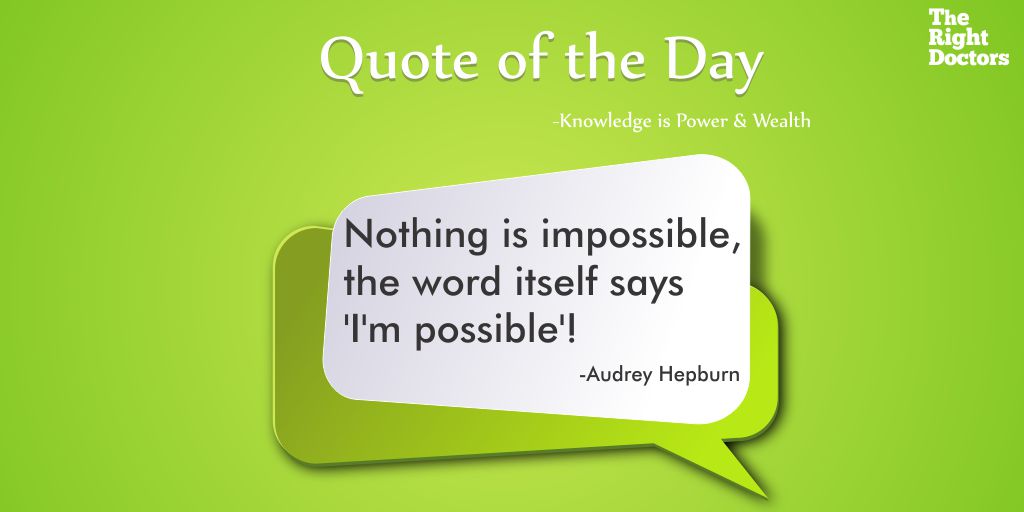 The
Right
Doctors
Quote of the Day
-Knowledge is Power & Wealth
Nothing is impossible,
the word itself says
'I'm possible'!
-Audrey Hepburn